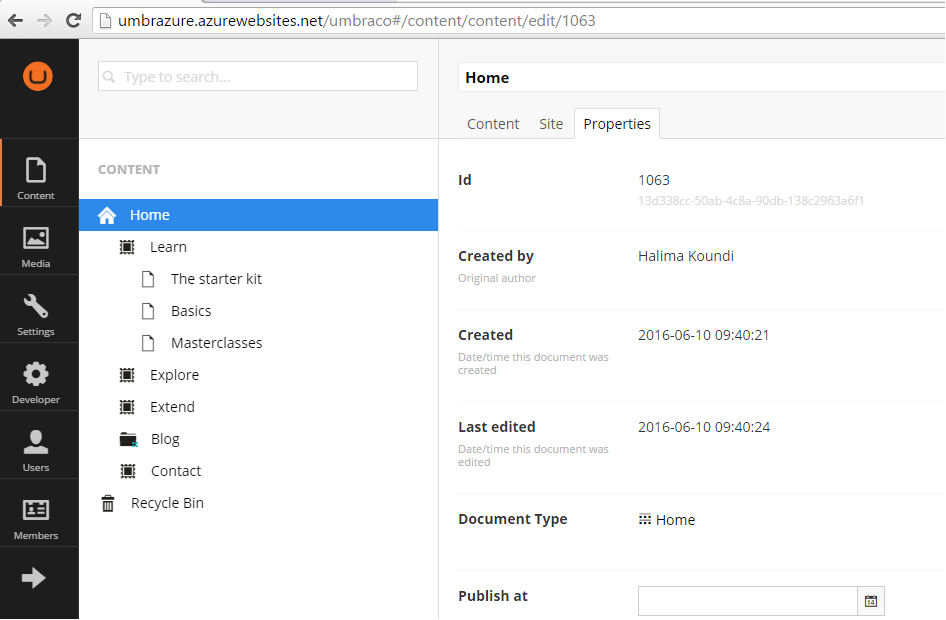 umbrazure.azurewebsites.net/umbraco#/content/content/edit/1063
Type to search...
Content
Media
Settings
Developer
Users
Members
CONTENT
Home
Learn
The starter kit
Basics
Masterclasses
Explore
Extend
Blog
Contact
Recycle Bin
Home
Content Site Properties
Id 1063
13d338cc-50ab-4c8a-90db-138c2963a6f1
Created by Halima Koundi
Original author
Created 2016-06-10 09:40:21
Date/time this document was
created
Last edited 2016-06-10 09:40:24
Date/time this document was
edited
Document Type Home
Publish at
14